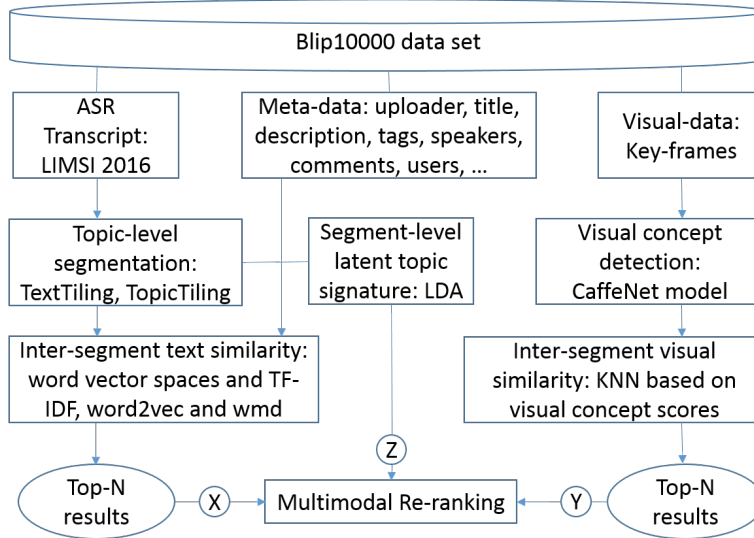 Blip10000 data set
ASR
Transcript:
LIMSI 2016
Meta-data: uploader, title,
description, tags, speakers,
comments, users, ...
Visual-data:
Key-frames
Topic-level
segmentation:
TextTiling, TopicTiling
Segment-level
latent topic
signature: LDA
Visual concept
detection:
CaffeNet model
Inter-segment text similarity:
word vector spaces and TF-
IDF, word2vec and wmd
Inter-segment visual
similarity: KNN based on
visual concept scores
Z
Top-N
results
X
Multimodal Re-ranking
Y
Top-N
results